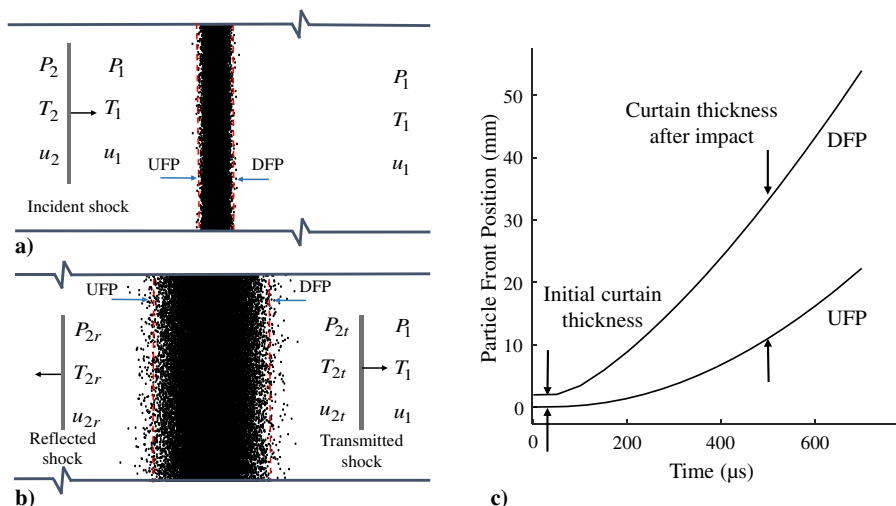 P2 P1
T2 T1
u2 u1
Incident shock
UFP DFP
P1
T1
u1
a)
UFP DFP
P2r
T2r
u2r
Reflected
shock
P2t P1
T2t T1
u2t u1
Transmitted
shock
b)
Particle Front Position (mm)
50
40
30
20
10
0
Curtain thickness
after impact
DFP
Initial curtain
thickness
UFP
0 200 400 600
Time (μs)
c)